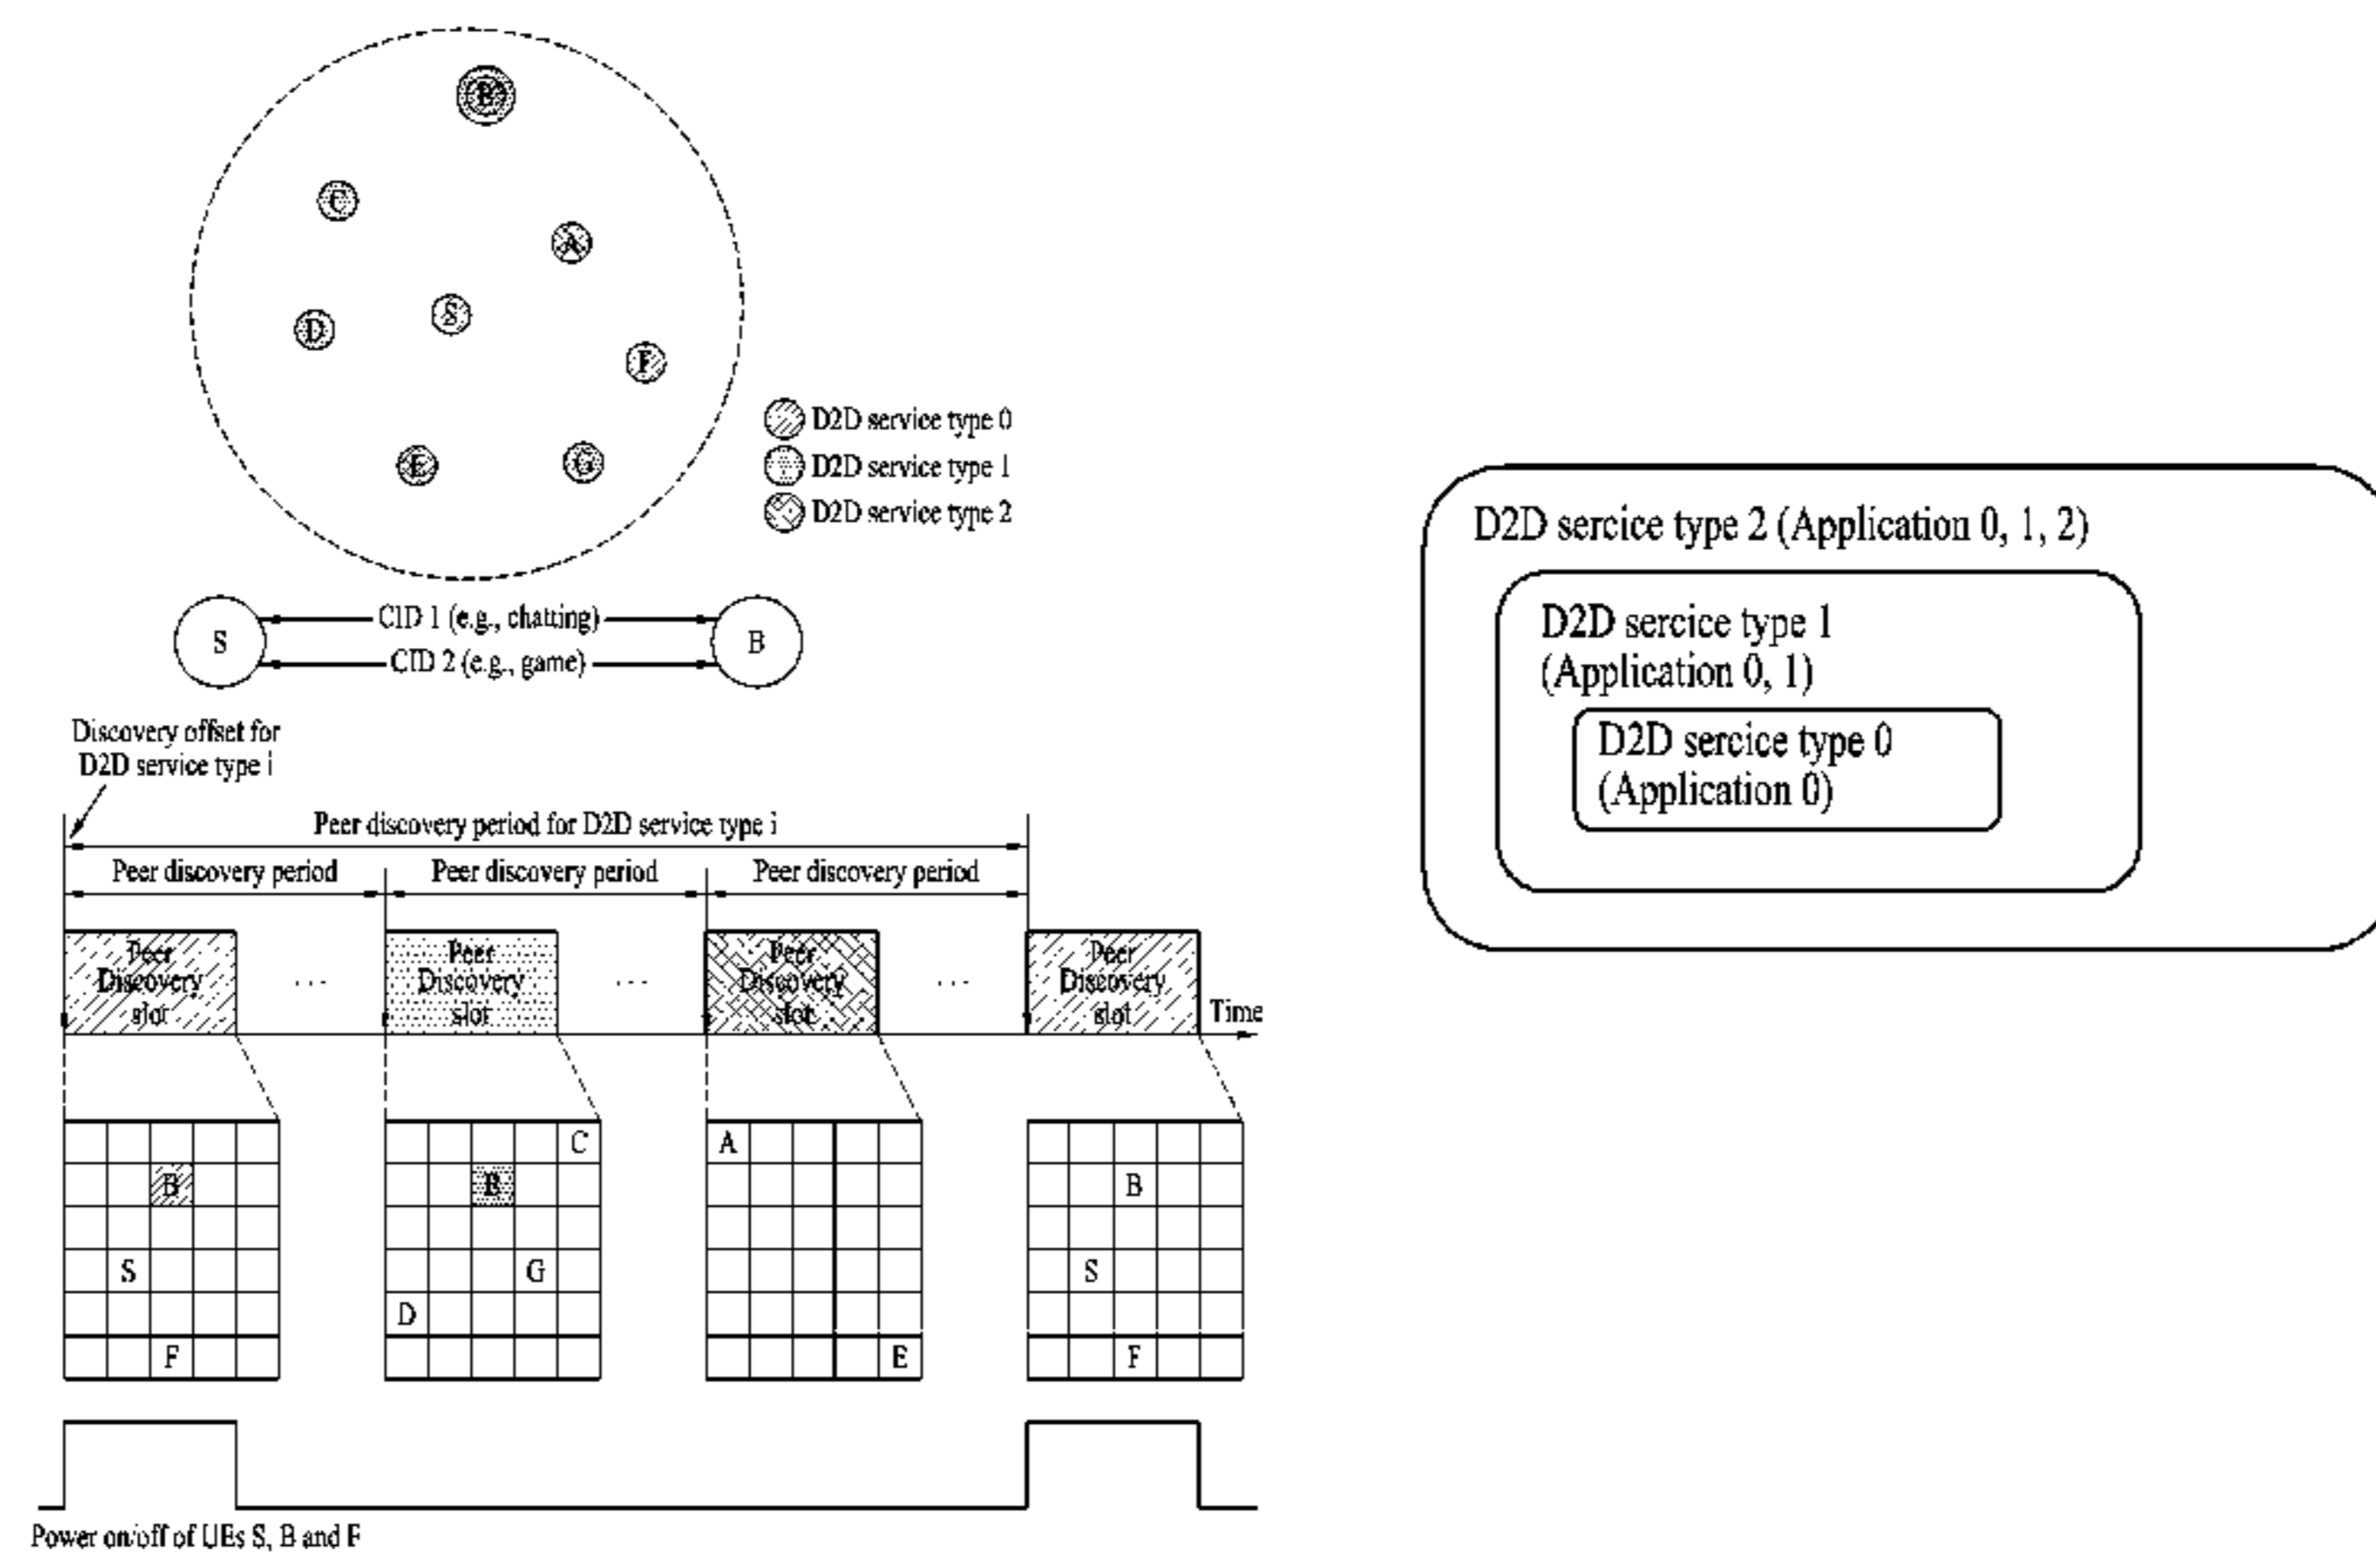 B
C
A
S
D
F
E
G
D2D service type 0
D2D service type 1
D2D service type 2
S
CID 1 (e.g., chatting)
CID 2 (e.g., game)
B
Discovery offset for
D2D service type i
Peer discovery period for D2D service type i
Peer discovery period
Peer discovery period
Peer discovery period
Peer
Discovery
slot
...
Peer
Discovery
slot
...
Peer
Discovery
slot
...
Peer
Discovery
slot
Time
B
S
F
C
B
G
D
A
E
B
S
F
Power on/off of UEs S, B and F
D2D sercice type 2 (Application 0, 1, 2)
D2D sercice type 1
(Application 0, 1)
D2D sercice type 0
(Application 0)